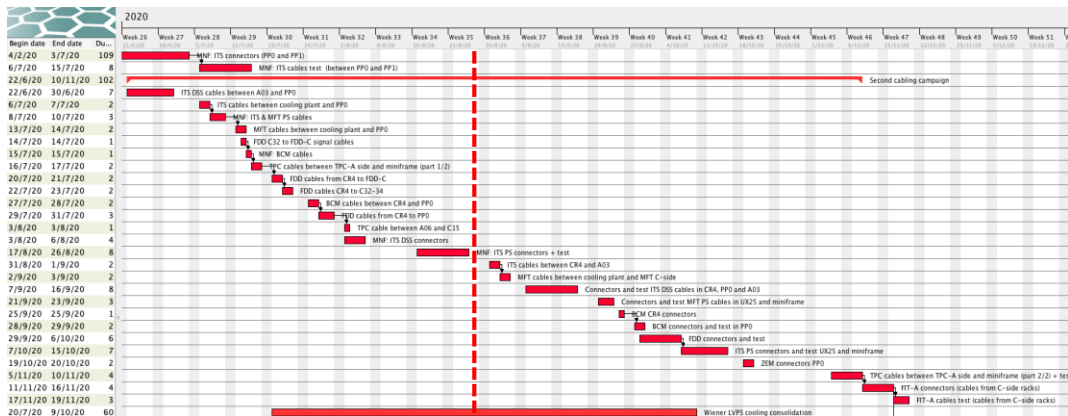 2020
Begin date End date Du...
Week 26 Week 27 Week 28 Week 29 Week 30 Week 31 Week 32 Week 33 Week 34 Week 35 Week 36 Week 38 Week 39 Week 40 Week 41 Week 42 Week 43 Week 44 Week 45 Week 46 Week 47 Week 48 Week 49 Week 50 Week 51
4/2/20 3/7/20 109 MNF: ITS connectors (PP0 and PP1)
6/7/20 15/7/20 8 MNF: ITS cables test (between PP0 and PP1)
22/6/20 10/11/20 102 Second cabling campaign
22/6/20 30/6/20 7 ITS DSS cables between A03 and PP0
6/7/20 7/7/20 2 ITS cables between cooling plant and PP0
8/7/20 10/7/20 3 MNF: ITS & MFT PS cables
13/7/20 14/7/20 2 MFT cables between cooling plant and PP0
14/7/20 14/7/20 1 FDD C32 to FDD-C signal cables
15/7/20 15/7/20 1 MNF: BCM cables
16/7/20 17/7/20 2 TPC cables between TPC-A side and miniframe (part 1/2)
20/7/20 21/7/20 2 FDD cables from CR4 to FDD-C
22/7/20 23/7/20 2 FDD cables CR4 to C32-34
27/7/20 28/7/20 2 BCM cables between CR4 and PP0
29/7/20 31/7/20 3 FDD cables from CR4 to PP0
3/8/20 3/8/20 1 TPC cable between A06 and C15
3/8/20 6/8/20 4 MNF: ITS DSS connectors
17/8/20 26/8/20 8 MNF: ITS PS connectors + test
31/8/20 1/9/20 2 ITS cables between CR4 and A03
2/9/20 3/9/20 2 MFT cables between cooling plant and MFT C-side
7/9/20 16/9/20 8 Connectors and test ITS DSS cables in CR4, PP0 and A03
21/9/20 23/9/20 3 Connectors and test MFT PS cables in UX25 and miniframe
25/9/20 25/9/20 1 BCM CR4 connectors
28/9/20 29/9/20 2 BCM connectors and test in PP0
29/9/20 6/10/20 6 FDD connectors and test
7/10/20 15/10/20 7 ITS PS connectors and test UX25 and miniframe
19/10/20 20/10/20 2 ZEM connectors PP0
5/11/20 10/11/20 4 TPC cables between TPC-A side and miniframe (part 2/2) + tes
11/11/20 16/11/20 4 FIT-A connectors (cables from C-side racks)
17/11/20 19/11/20 3 FIT-A cables test (cables from C-side racks)
20/7/20 9/10/20 60 Wiener LVPS cooling consolidation